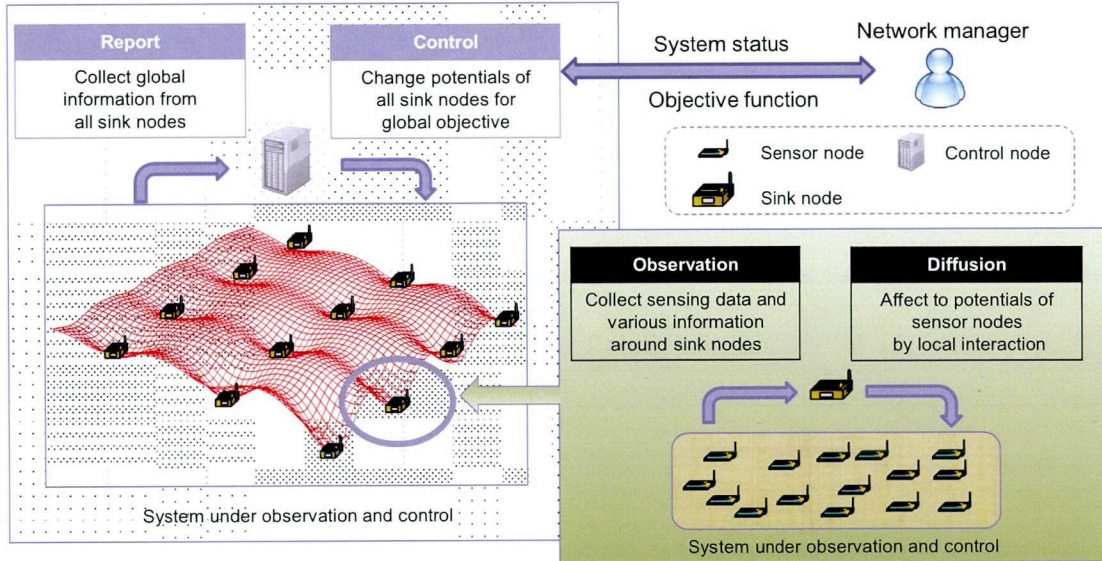 Report
Collect global
information from
all sink nodes
Control
Change potentials of
all sink nodes for
global objective
System status
Objective function
Network manager
Sensor node
Control node
Sink node
System under observation and control
Observation
Collect sensing data and
various information
around sink nodes
Diffusion
Affect to potentials of
sensor nodes
by local interaction
System under observation and control